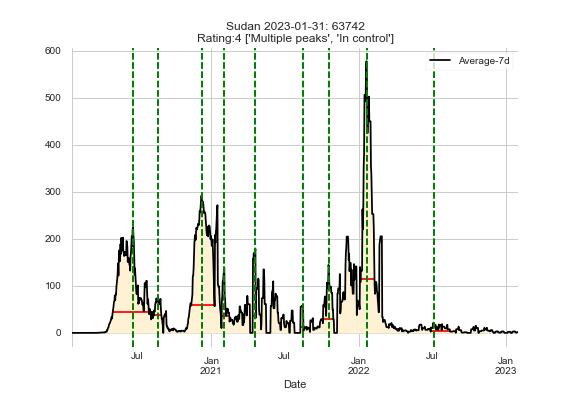 Sudan 2023-01-31: 63742
Rating:4 ['Multiple peaks', 'In control']
Average-7d
600
500
400
300
200
100
0
Jul
Jan
2021
Jul
Jan
2022
Jul
Jan
2023
Date